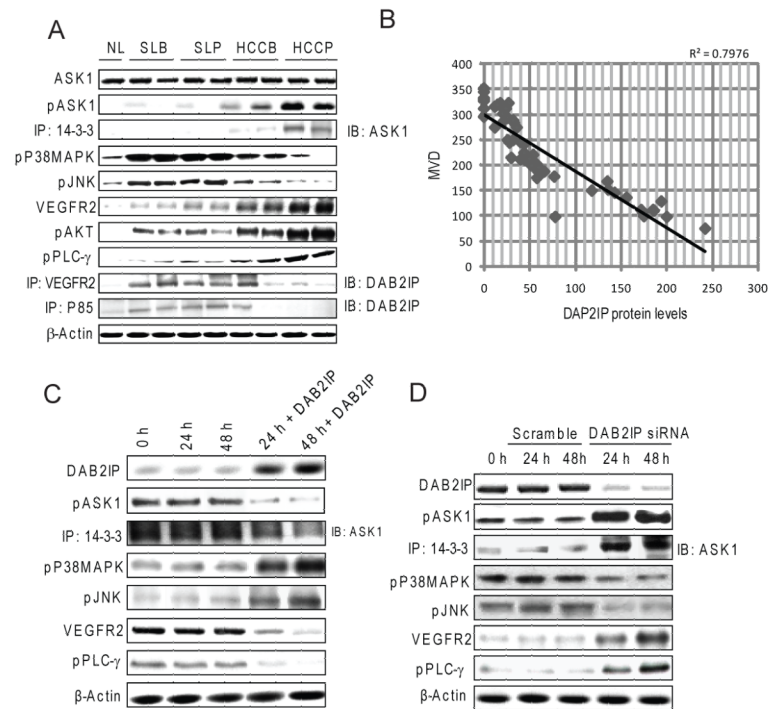 A
NL SLB SLP HCCB HCCP
ASK1
pASK1
IP: 14-3-3 IB: ASK1
pP38MAPK
pJNK
VEGFR2
pAKT
pPLC-γ
IP: VEGFR2 IB: DAB2IP
IP: P85 IB: DAB2IP
β-Actin
B
R² = 0.7976
400
350
300
250
200
150
100
50
0
MVD
0 50 100 150 200 250 300
DAP2IP protein levels
C
0 h 24 h 48 h 24 h + DAB2IP 48 h + DAB2IP
DAB2IP
pASK1
IP: 14-3-3 IB: ASK1
pP38MAPK
pJNK
VEGFR2
pPLC-γ
β-Actin
D
Scramble DAB2IP siRNA
0 h 24 h 48h 24 h 48 h
DAB2IP
pASK1
IP: 14-3-3 IB: ASK1
pP38MAPK
pJNK
VEGFR2
pPLC-γ
β-Actin